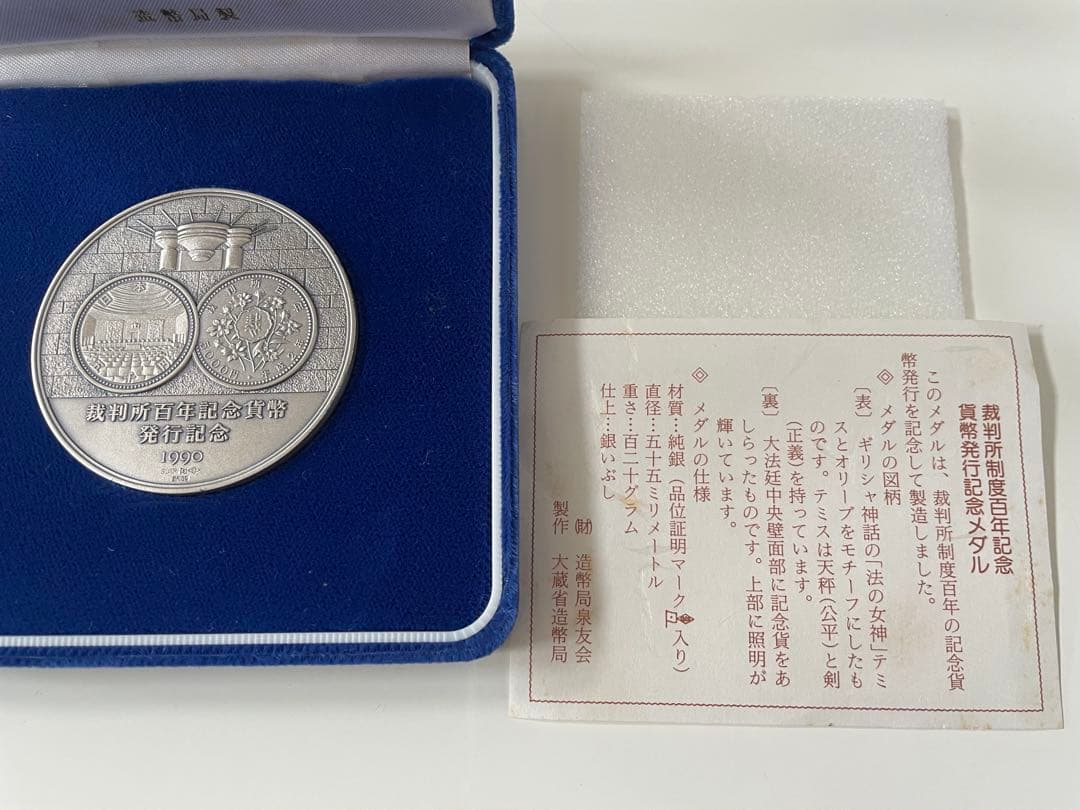 造幣局製
日本国
裁判所百年記念貨幣
発行記念
1990
裁判所制度百年記念
貨幣発行記念メダル
このメダルは、裁判所制度百年の記念貨
幣発行を記念して製造しました。
◇ メダルの図柄
〔表〕 ギリシャ神話の「法の女神」テミ
スとオリーブをモチーフにしたも
のです。テミスは天秤(公平)と剣
(正義)を持っています。
〔裏〕 大法廷中央壁面部に記念貨をあ
しらったものです。上部に照明が
輝いています。
◇ メダルの仕様
材質…純銀(品位証明マーク入り)
直径…五十五ミリメートル
重さ…百二十グラム
仕上…銀いぶし
㈶ 造幣局泉友会
製作 大蔵省造幣局